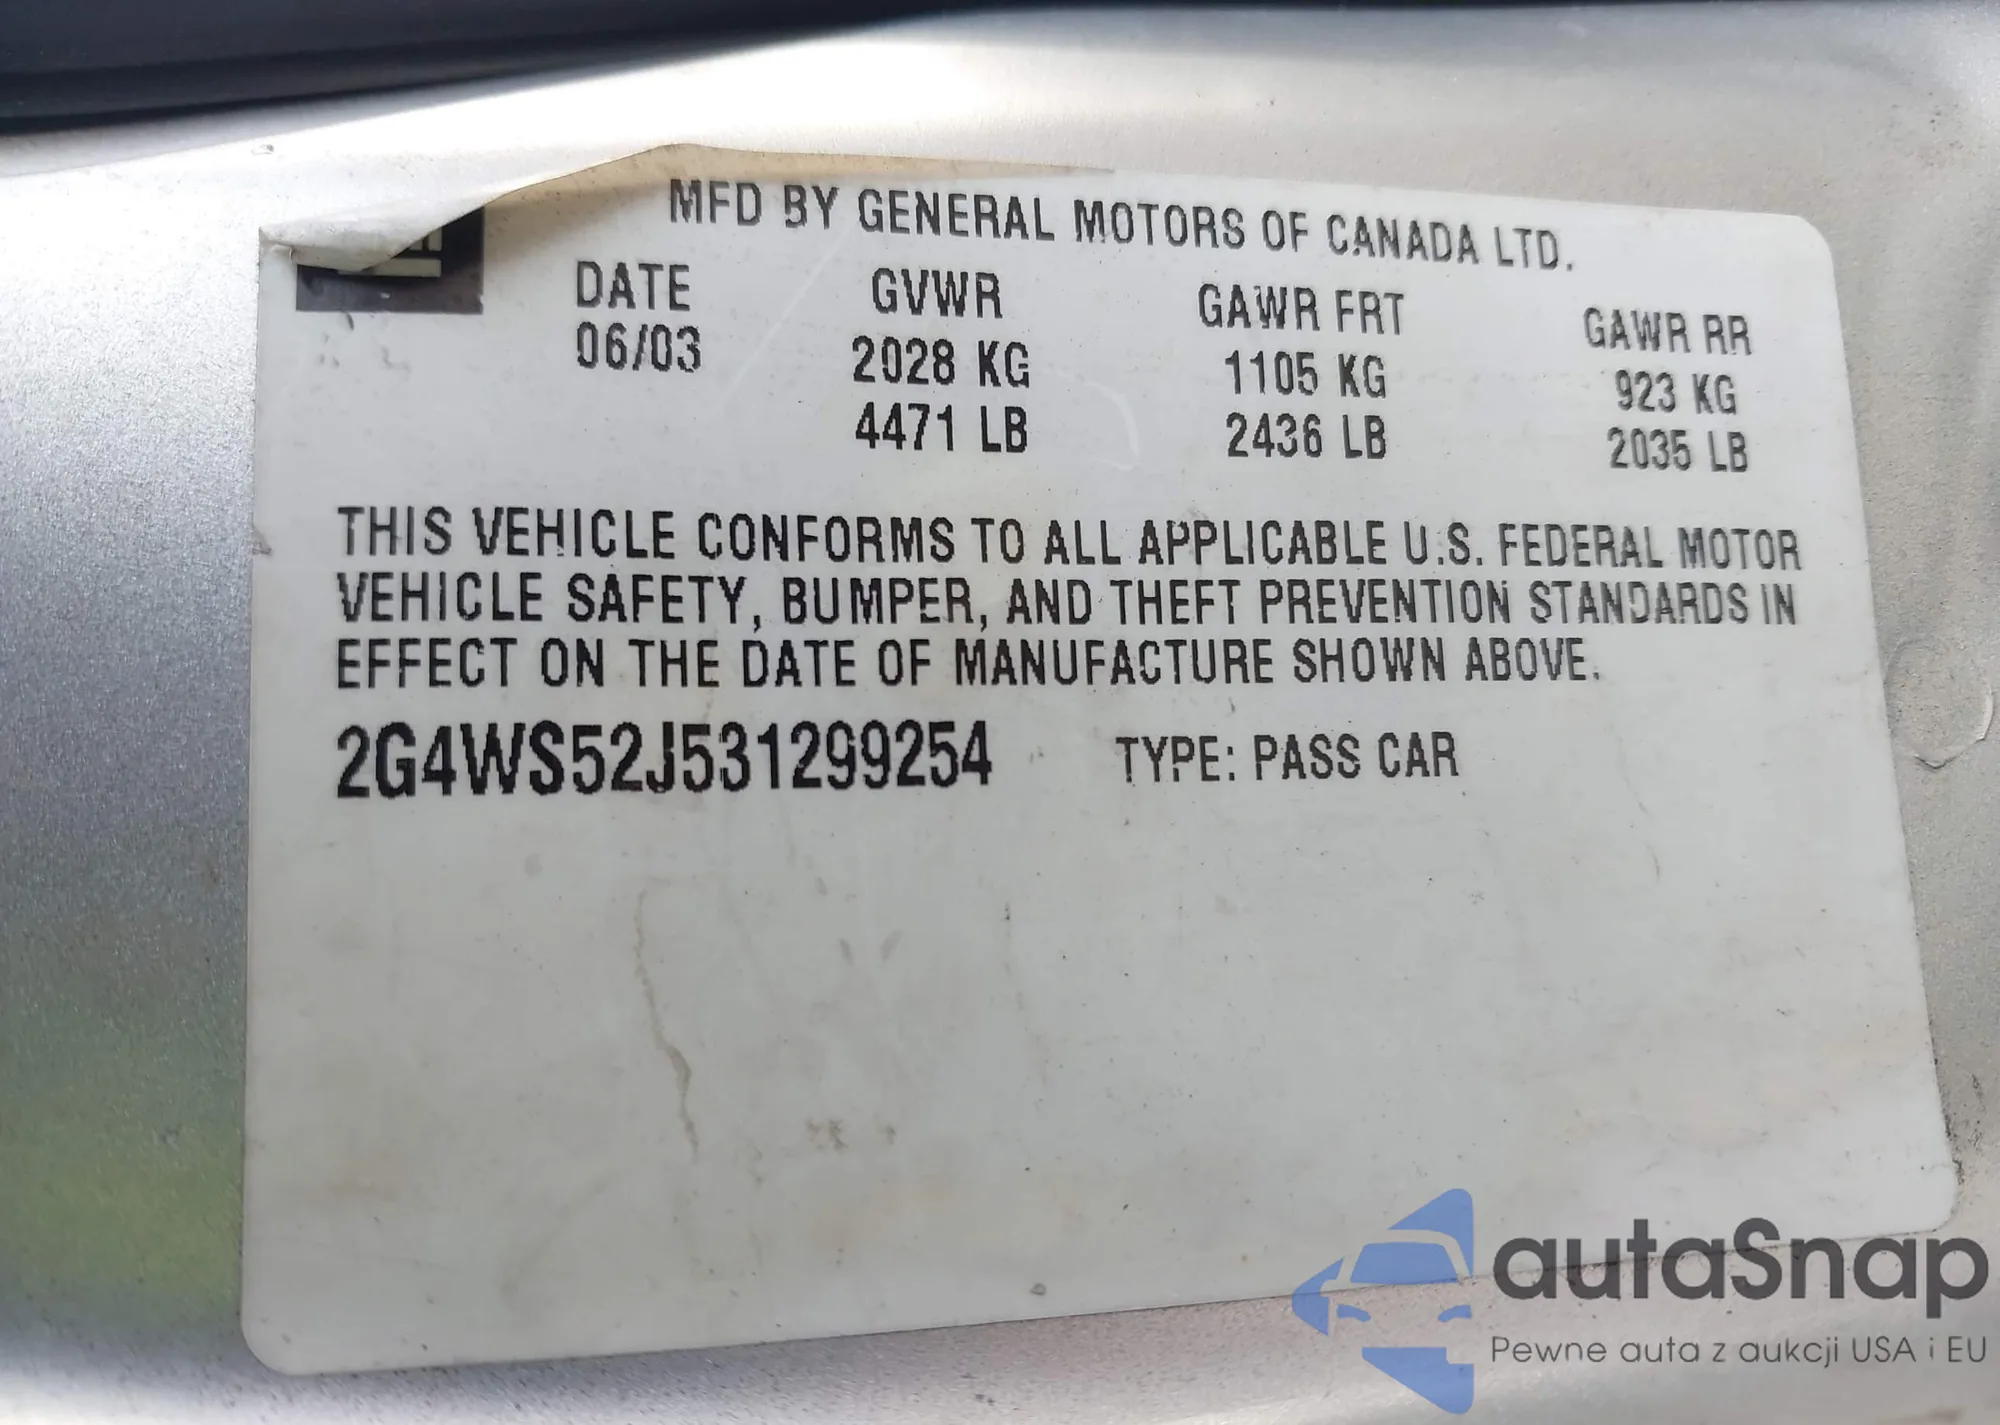 MFD BY GENERAL MOTORS OF CANADA LTD.
DATE GVWR GAWR FRT GAWR RR
06/03 2028 KG 1105 KG 923 KG
4471 LB 2436 LB 2035 LB
THIS VEHICLE CONFORMS TO ALL APPLICABLE U.S. FEDERAL MOTOR
VEHICLE SAFETY, BUMPER, AND THEFT PREVENTION STANDARDS IN
EFFECT ON THE DATE OF MANUFACTURE SHOWN ABOVE.
2G4WS52J531299254 TYPE: PASS CAR
autaSnap
Pewne auta z aukcji USA i EU